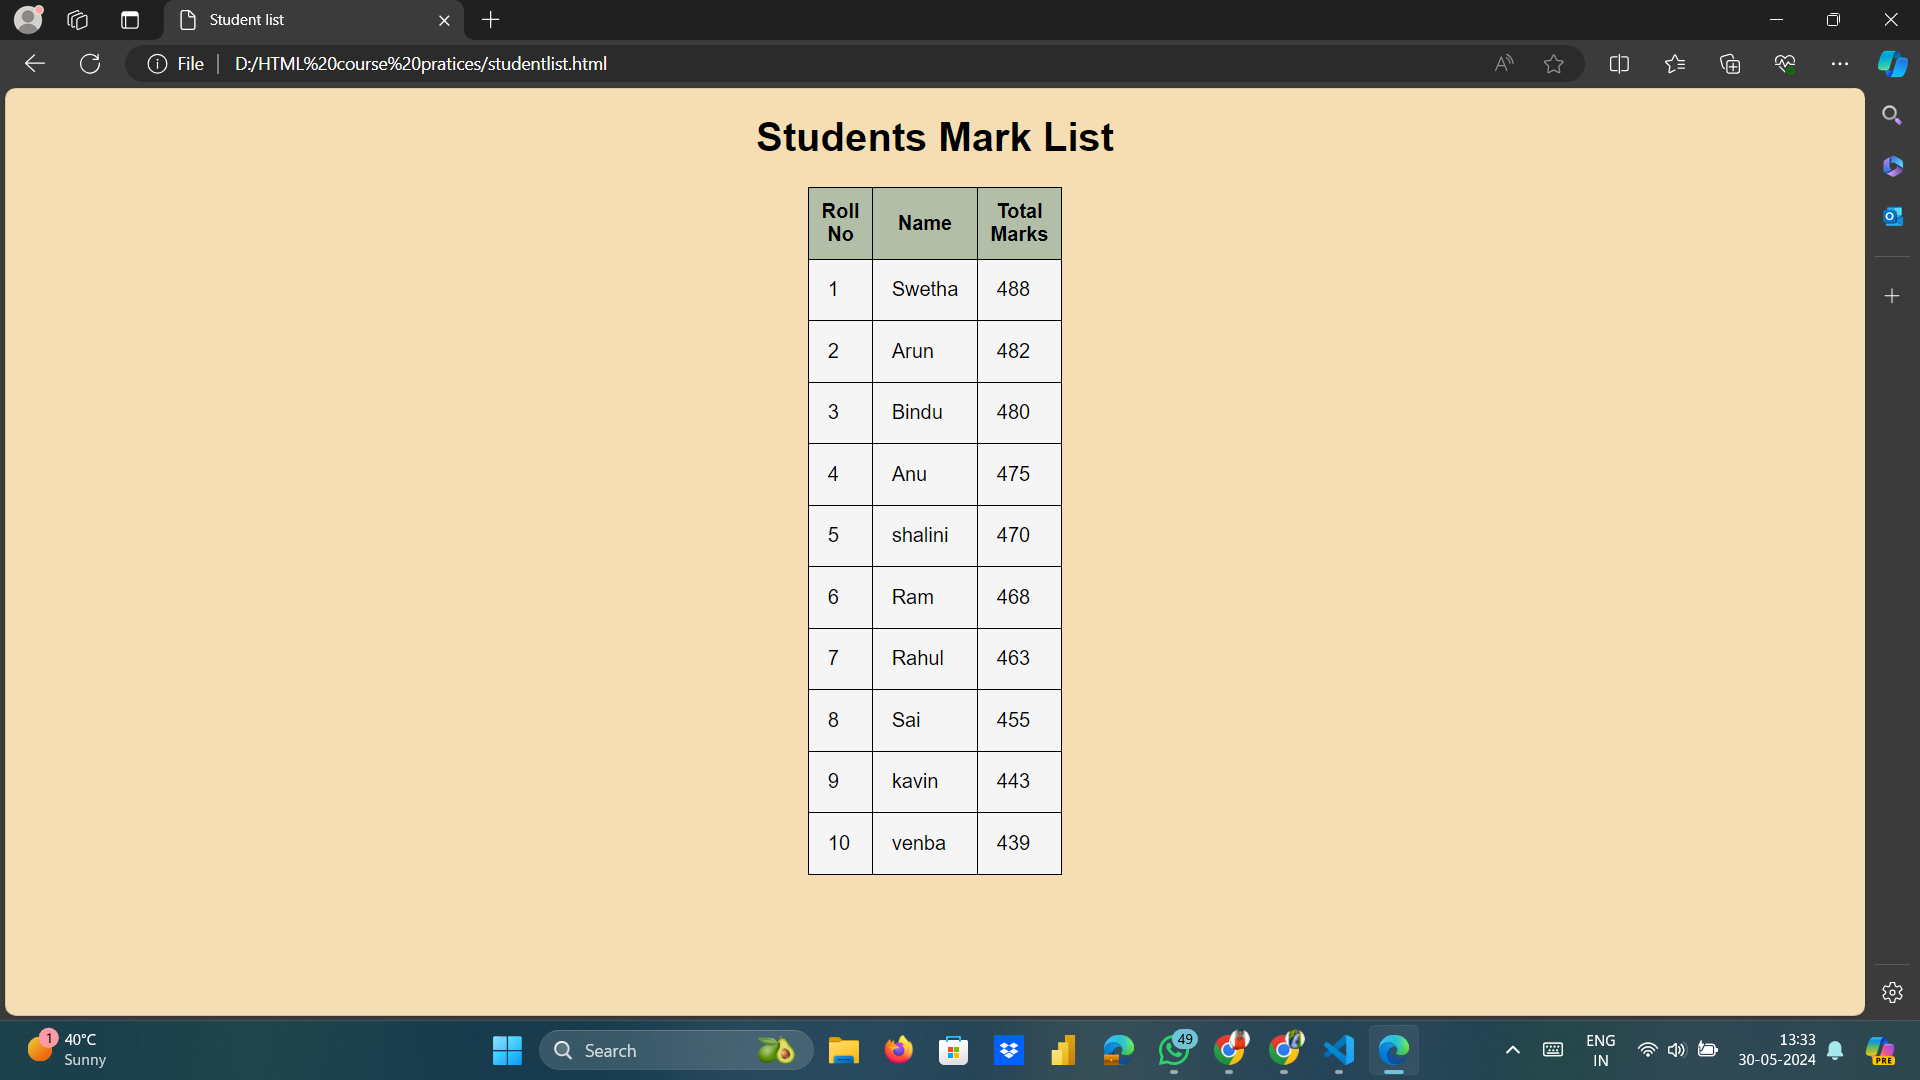 Student list
File
D:/HTML%20course%20pratices/studentlist.html
Students Mark List
Roll No Name Total Marks
1 Swetha 488
2 Arun 482
3 Bindu 480
4 Anu 475
5 shalini 470
6 Ram 468
7 Rahul 463
8 Sai 455
9 kavin 443
10 venba 439
1 40°C
Sunny
Search
49
ENG
IN
13:33
30-05-2024
PRE